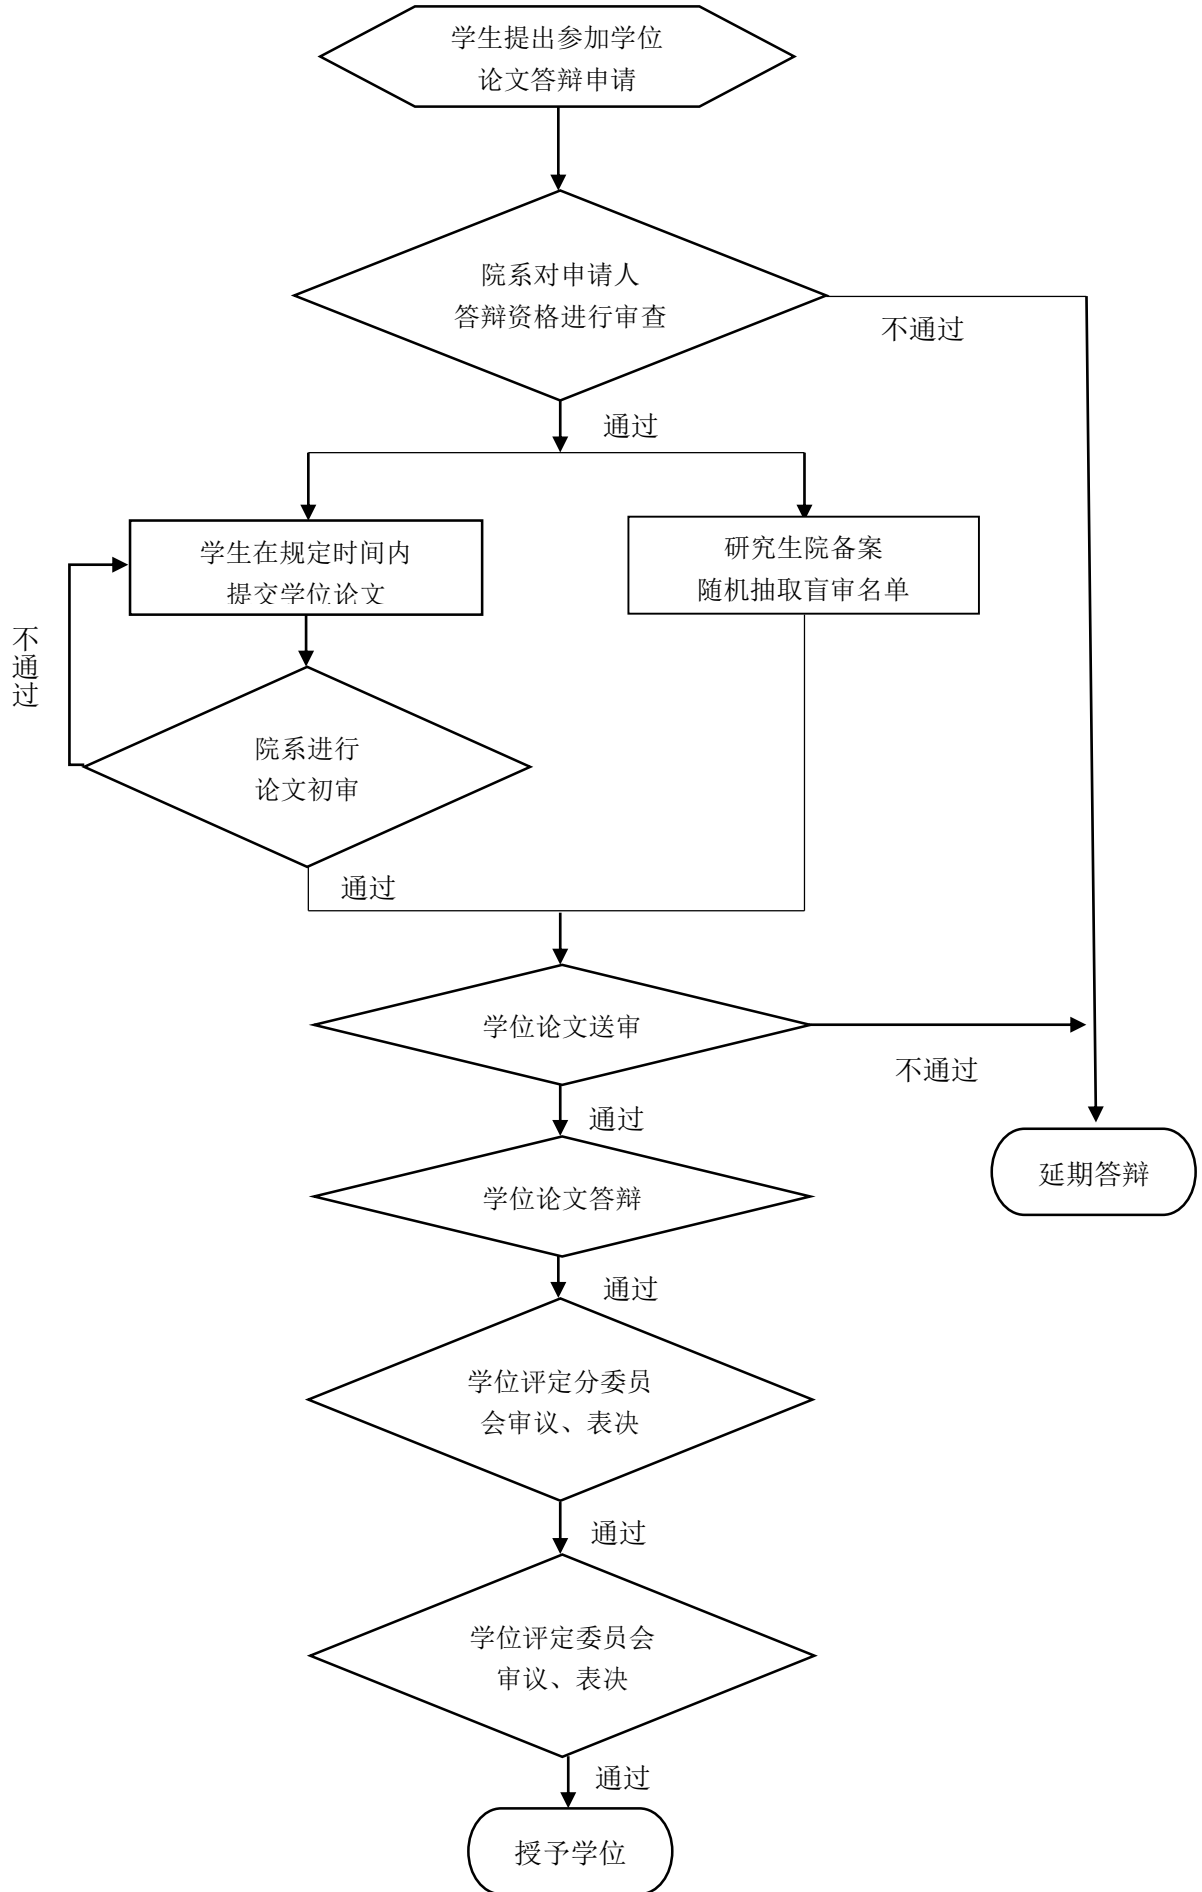 学生提出参加学位
论文答辩申请
院系对申请人
答辩资格进行审查
不通过
通过
学生在规定时间内
提交学位论文
研究生院备案
随机抽取盲审名单
不通过
院系进行
论文初审
通过
学位论文送审
不通过
通过
学位论文答辩
延期答辩
通过
学位评定分委员
会审议、表决
通过
学位评定委员会
审议、表决
通过
授予学位